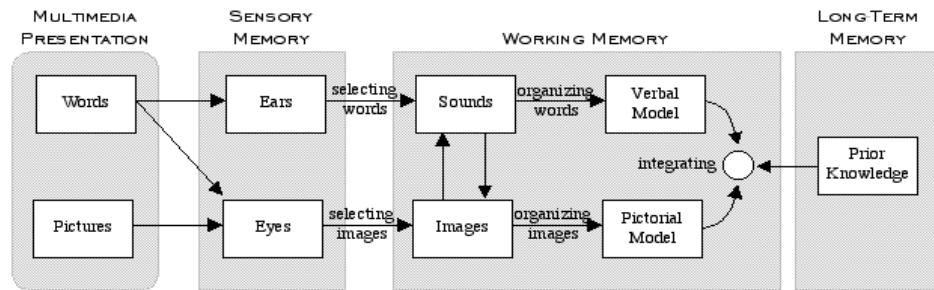 MULTIMEDIA
PRESENTATION
SENSORY
MEMORY
WORKING MEMORY
LONG-TERM
MEMORY
Words
Ears
selecting
words
Sounds
organizing
words
Verbal
Model
integrating
Prior
Knowledge
Pictures
Eyes
selecting
images
Images
organizing
images
Pictorial
Model